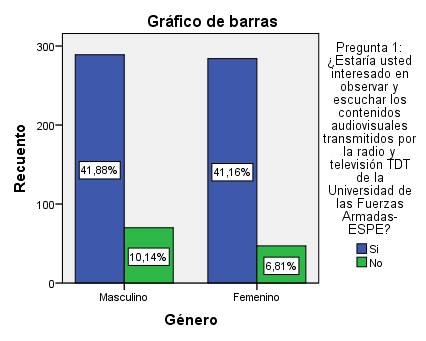 Gráfico de barras
300
200
100
0
Recuento
41,88%
10,14%
41,16%
6,81%
Masculino
Femenino
Género
Pregunta 1:
¿Estaría usted
interesado en
observar y
escuchar los
contenidos
audiovisuales
transmitidos por
la radio y
televisión TDT
de la
Universidad de
las Fuerzas
Armadas-
ESPE?
Si
No